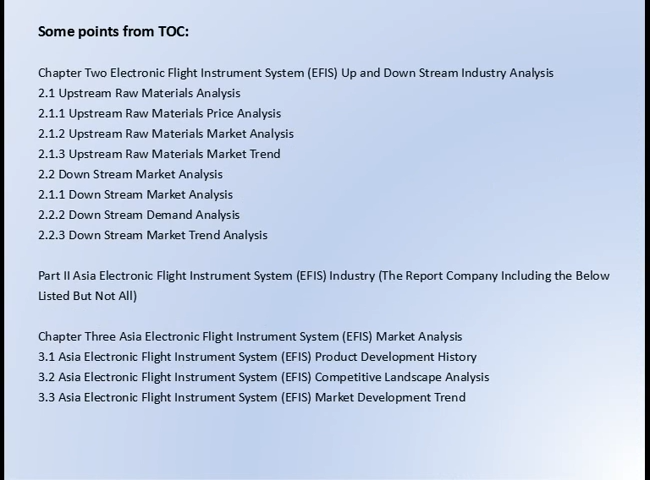 Some points from TOC:
Chapter Two Electronic Flight Instrument System (EFIS) Up and Down Stream Industry Analysis
2.1 Upstream Raw Materials Analysis
2.1.1 Upstream Raw Materials Price Analysis
2.1.2 Upstream Raw Materials Market Analysis
2.1.3 Upstream Raw Materials Market Trend
2.2 Down Stream Market Analysis
2.1.1 Down Stream Market Analysis
2.2.2 Down Stream Demand Analysis
2.2.3 Down Stream Market Trend Analysis
Part II Asia Electronic Flight Instrument System (EFIS) Industry (The Report Company Including the Below
Listed But Not All)
Chapter Three Asia Electronic Flight Instrument System (EFIS) Market Analysis
3.1 Asia Electronic Flight Instrument System (EFIS) Product Development History
3.2 Asia Electronic Flight Instrument System (EFIS) Competitive Landscape Analysis
3.3 Asia Electronic Flight Instrument System (EFIS) Market Development Trend